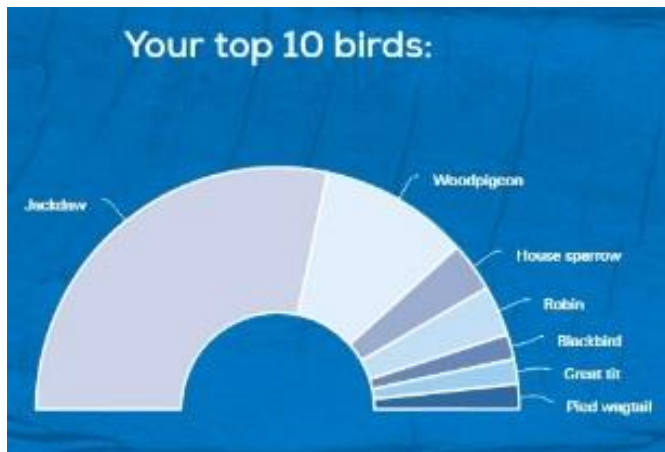 Your top 10 birds:
Jackdaw
Woodpigeon
House sparrow
Robin
Blackbird
Great tit
Pied wagtail